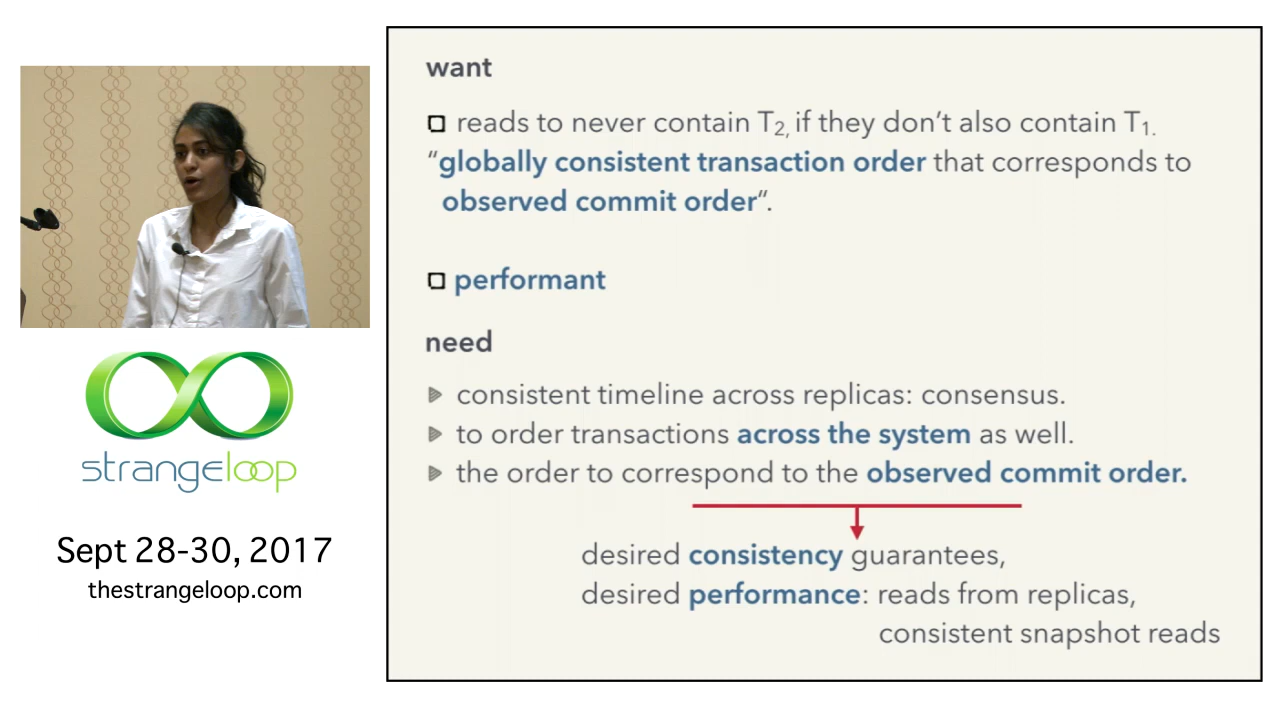 want
reads to never contain T2, if they don't also contain T1.
"globally consistent transaction order that corresponds to
observed commit order".
performant
need
consistent timeline across replicas: consensus.
to order transactions across the system as well.
the order to correspond to the observed commit order.
desired consistency guarantees,
desired performance: reads from replicas,
consistent snapshot reads
strangeloop
Sept 28-30, 2017
thestrangeloop.com